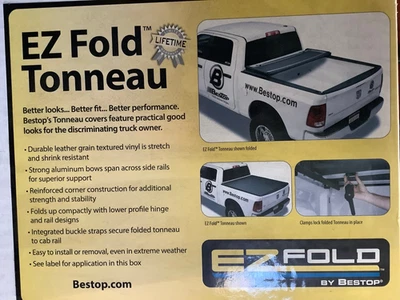 EZ Fold™
LIFETIME
Tonneau
Better looks... Better fit... Better performance.
Bestop's Tonneau covers feature practical good
looks for the discriminating truck owner.
• Durable leather grain textured vinyl is stretch
and shrink resistant
• Strong aluminum bows span across side rails
for superior support
• Reinforced corner construction for additional
strength and stability
• Folds up compactly with lower profile hinge
and rail designs
• Integrated buckle straps secure folded tonneau
to cab rail
• Easy to install or removal, even in extreme weather
• See label for application in this box
Bestop.com
www.Bestop.com
EZ Fold™ Tonneau shown folded
www.Bestop.com
EZ Fold™ Tonneau shown
Clamps lock folded Tonneau in place
EZ FOLD
BY BESTOP